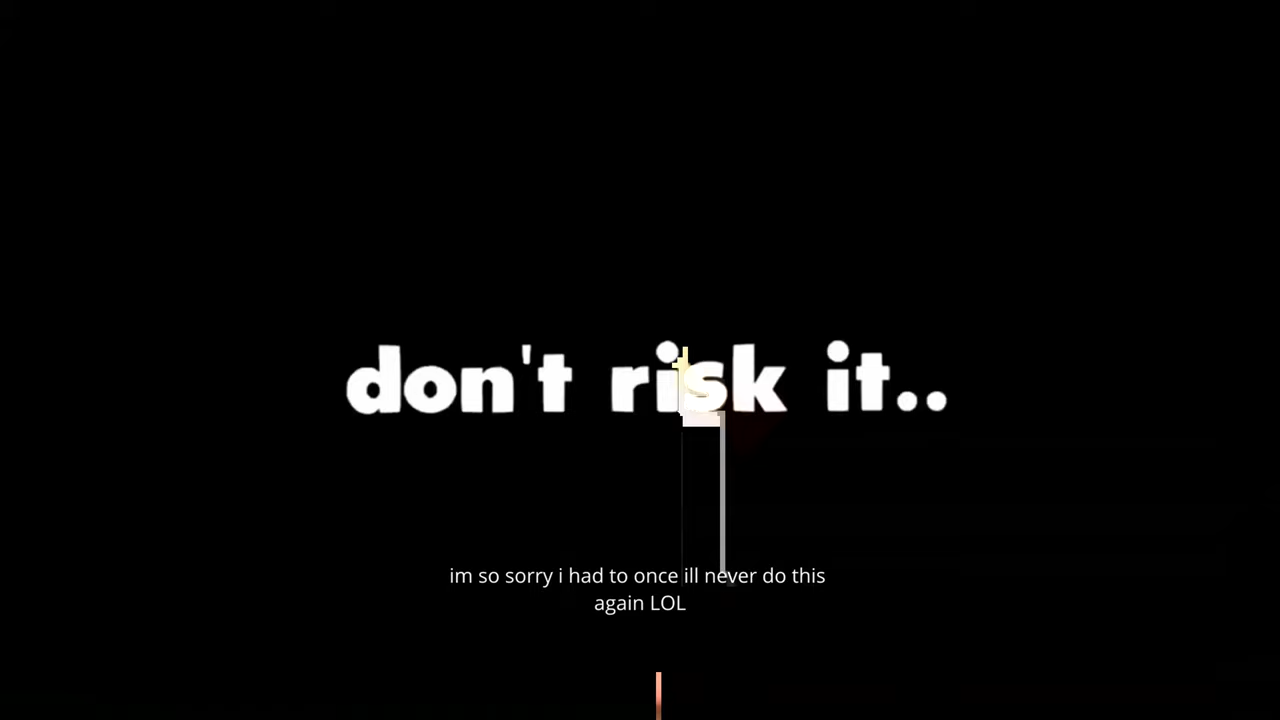 don't risk it..
im so sorry i had to once ill never do this
again LOL